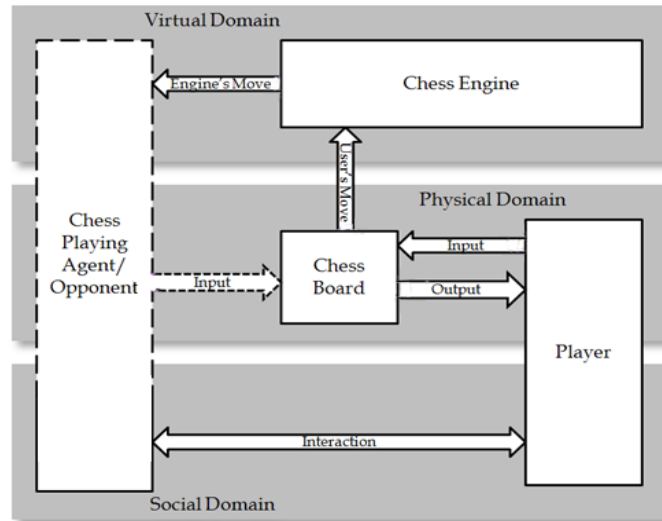 Virtual Domain
Engine's Move
Chess Engine
User's Move
Physical Domain
Chess
Playing
Agent/
Opponent
Input
Chess
Board
Input
Output
Player
Interaction
Social Domain